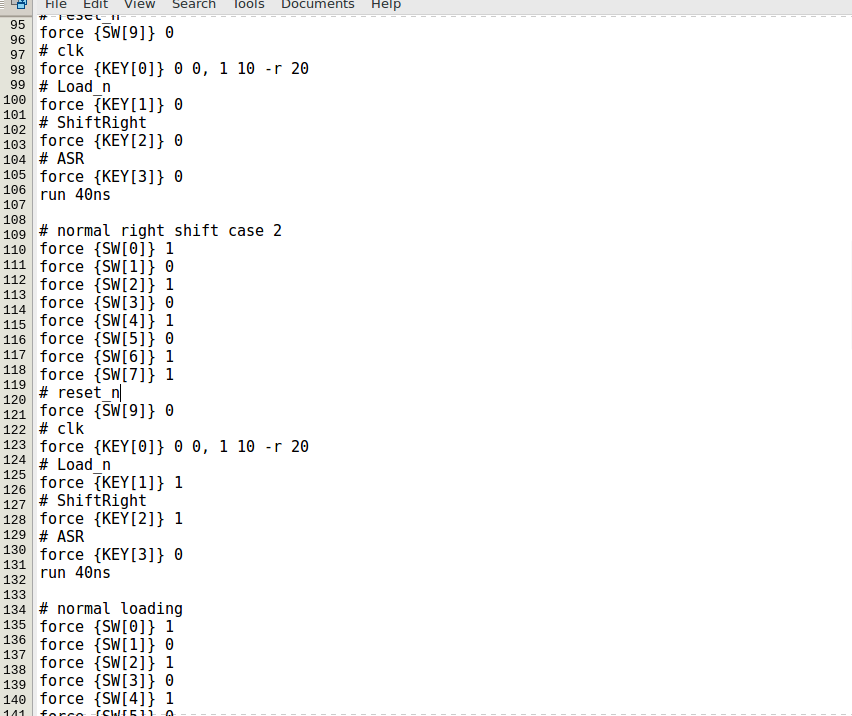 File Edit View Search Tools Documents Help
95 # reset_n
96 force {SW[9]} 0
97 # clk
98 force {KEY[0]} 0 0, 1 10 -r 20
99 # Load_n
100 force {KEY[1]} 0
101 # ShiftRight
102 force {KEY[2]} 0
103 # ASR
104 force {KEY[3]} 0
105 run 40ns
106
107 # normal right shift case 2
108 force {SW[0]} 1
109 force {SW[1]} 0
110 force {SW[2]} 1
111 force {SW[3]} 0
112 force {SW[4]} 1
113 force {SW[5]} 0
114 force {SW[6]} 1
115 force {SW[7]} 1
116 # reset_n
117 force {SW[9]} 0
118 # clk
119 force {KEY[0]} 0 0, 1 10 -r 20
120 # Load_n
121 force {KEY[1]} 1
122 # ShiftRight
123 force {KEY[2]} 1
124 # ASR
125 force {KEY[3]} 0
126 run 40ns
127
128 # normal loading
129 force {SW[0]} 1
130 force {SW[1]} 0
131 force {SW[2]} 1
132 force {SW[3]} 0
133 force {SW[4]} 1
134 force {SW[5]} 0
135
136
137
138
139
140
141